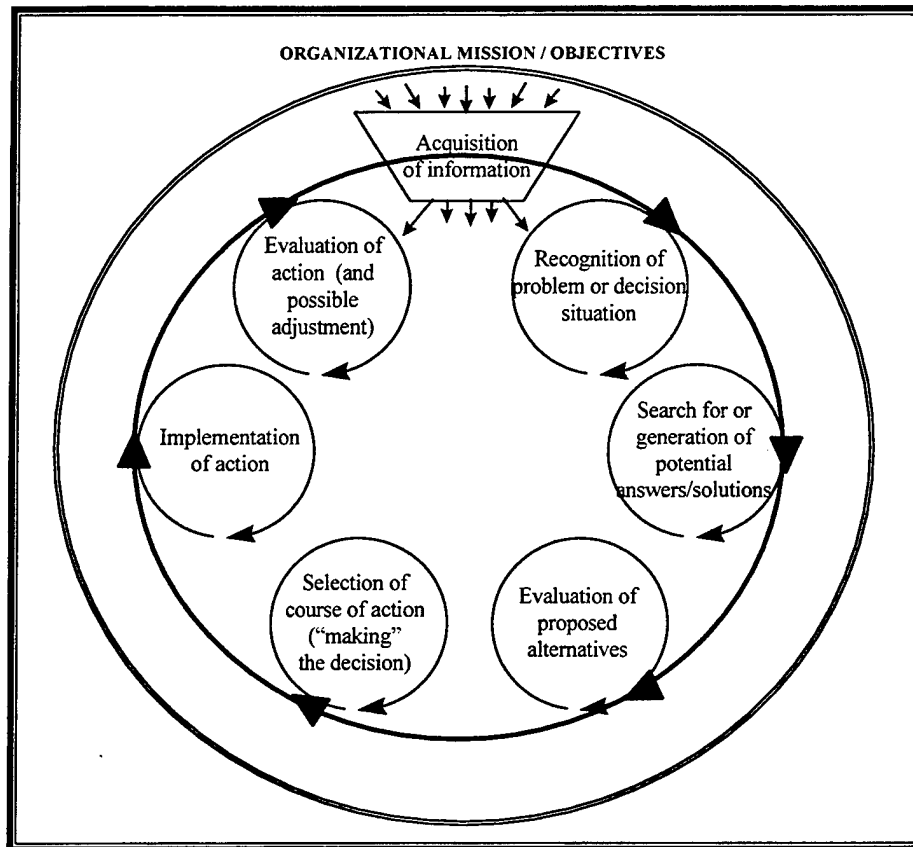 ORGANIZATIONAL MISSION / OBJECTIVES
Acquisition
of information
Recognition of
problem or decision
situation
Search for or
generation of
potential
answers/solutions
Evaluation of
proposed
alternatives
Selection of
course of action
(“making”
the decision)
Implementation
of action
Evaluation of
action (and
possible
adjustment)